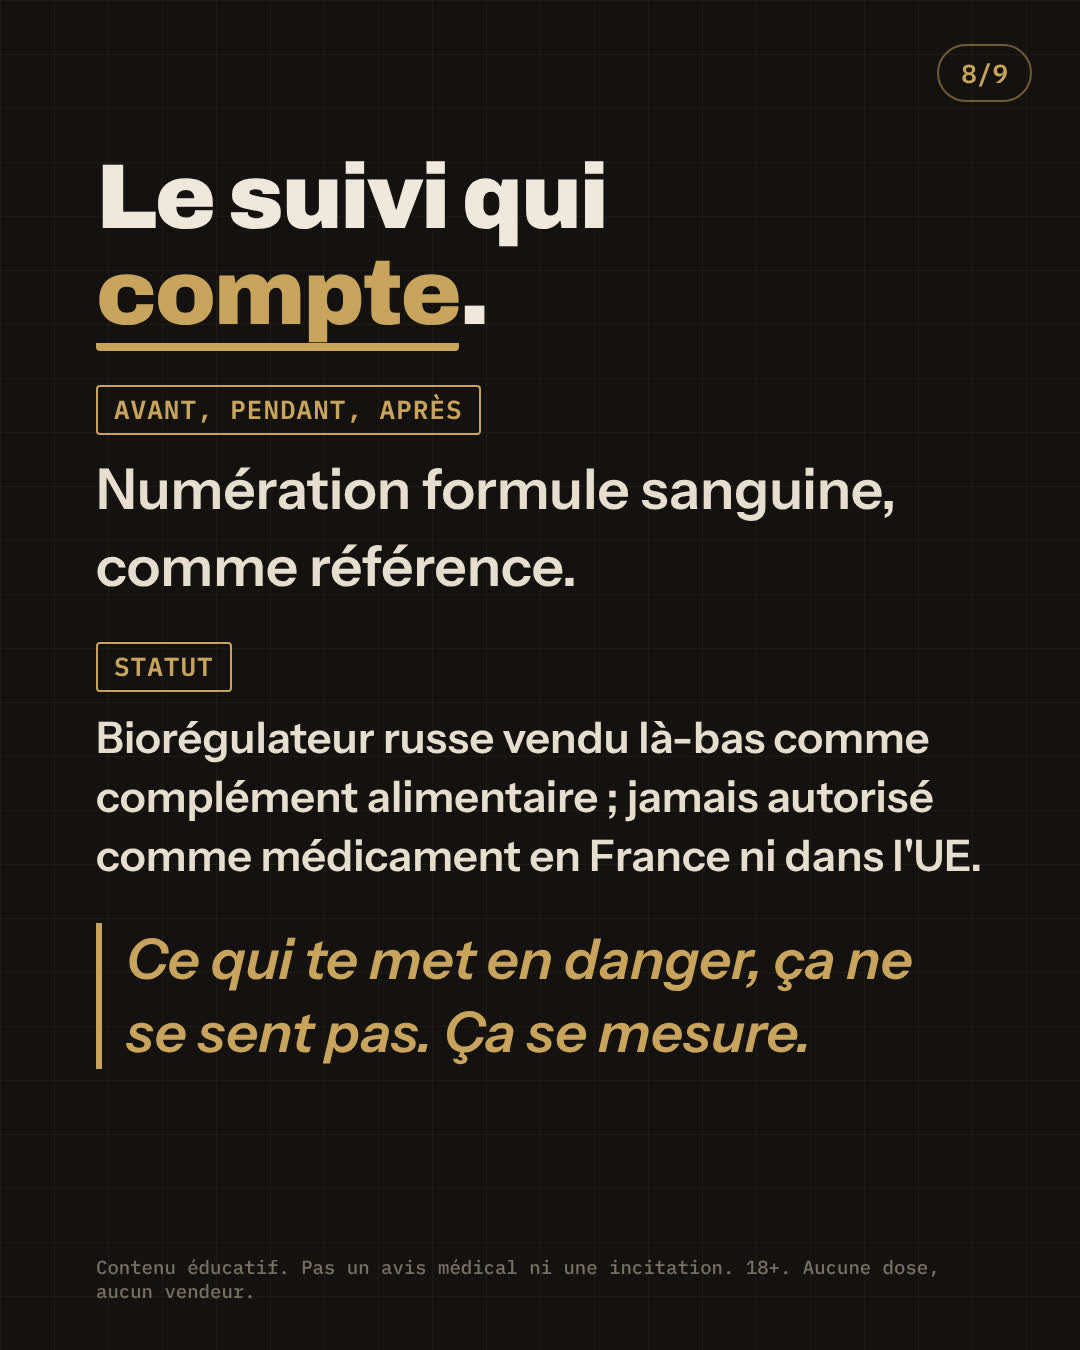 8/9
Le suivi qui
compte.
AVANT, PENDANT, APRÈS
Numération formule sanguine,
comme référence.
STATUT
Biorégulateur russe vendu là-bas comme
complément alimentaire ; jamais autorisé
comme médicament en France ni dans l'UE.
Ce qui te met en danger, ça ne
se sent pas. Ça se mesure.
Contenu éducatif. Pas un avis médical ni une incitation. 18+. Aucune dose,
aucun vendeur.